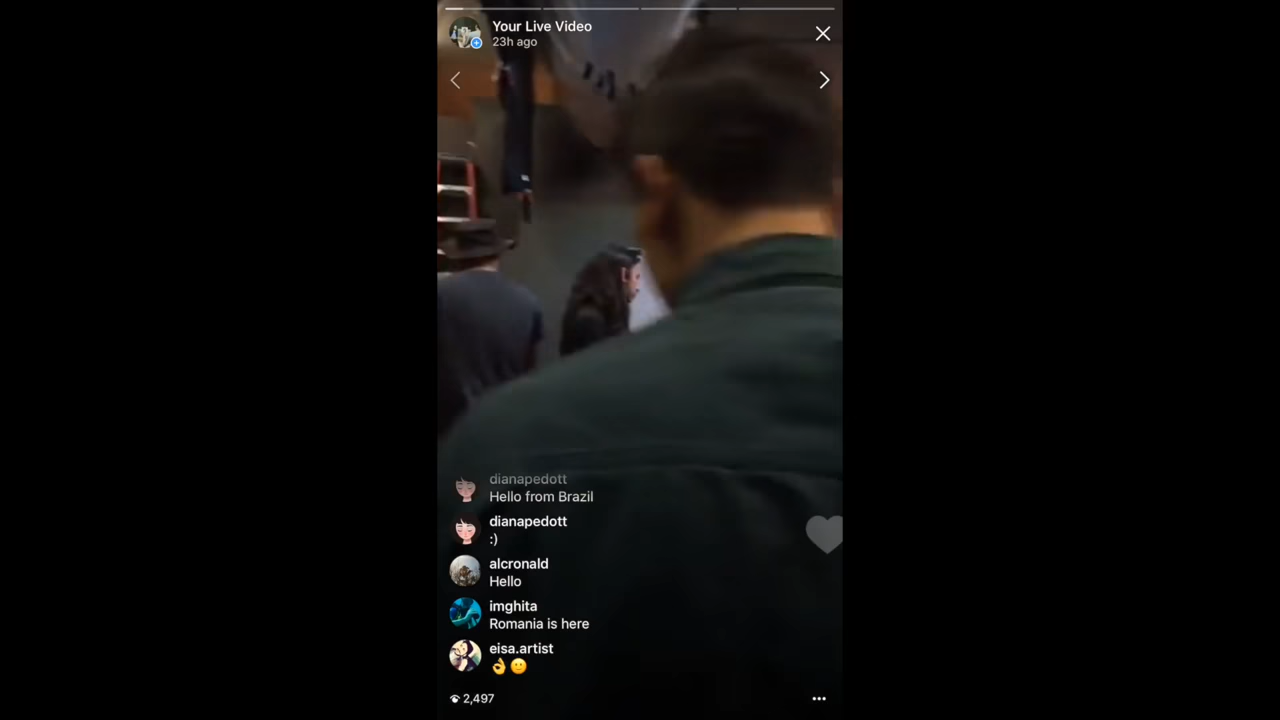 Your Live Video
23h ago
dianapedott
Hello from Brazil
dianapedott
:)
alcronald
Hello
imghita
Romania is here
eisa.artist
👌🙂
2,497